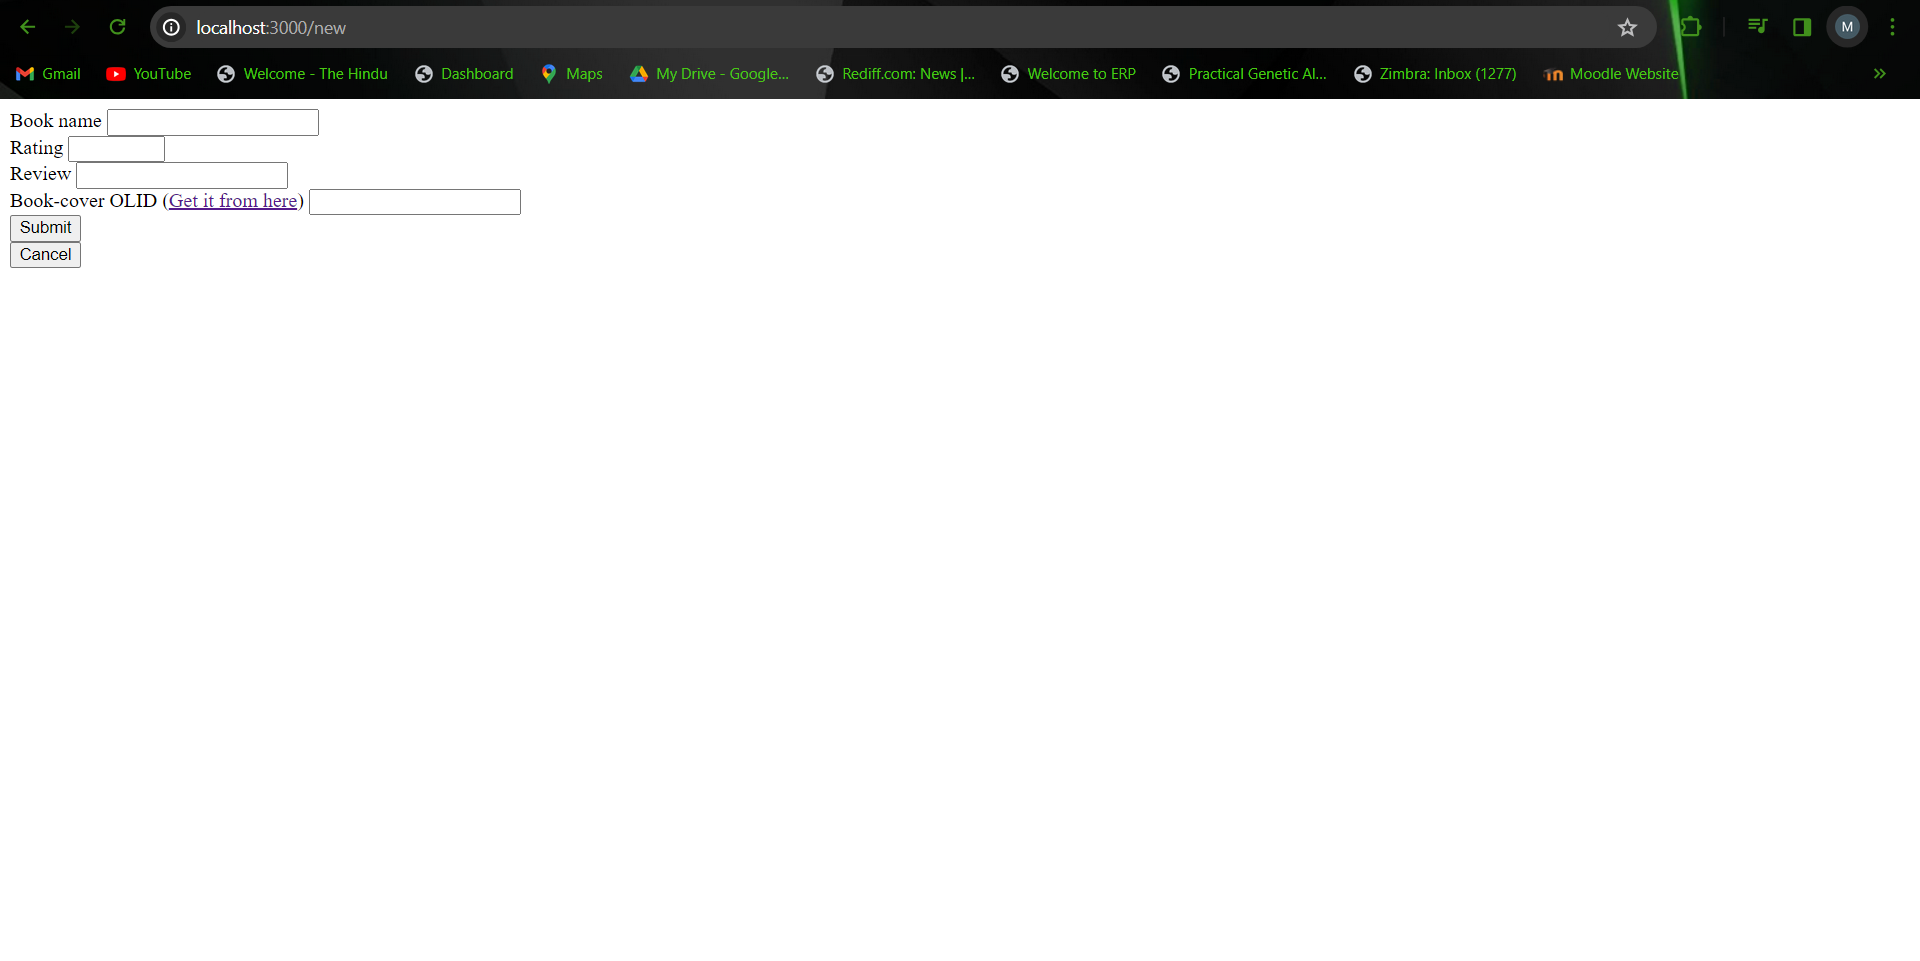 localhost:3000/new
M
Gmail YouTube Welcome - The Hindu Dashboard Maps My Drive - Google... Rediff.com: News |... Welcome to ERP Practical Genetic Al... Zimbra: Inbox (1277) Moodle Website
Book name
Rating
Review
Book-cover OLID (Get it from here)
Submit
Cancel